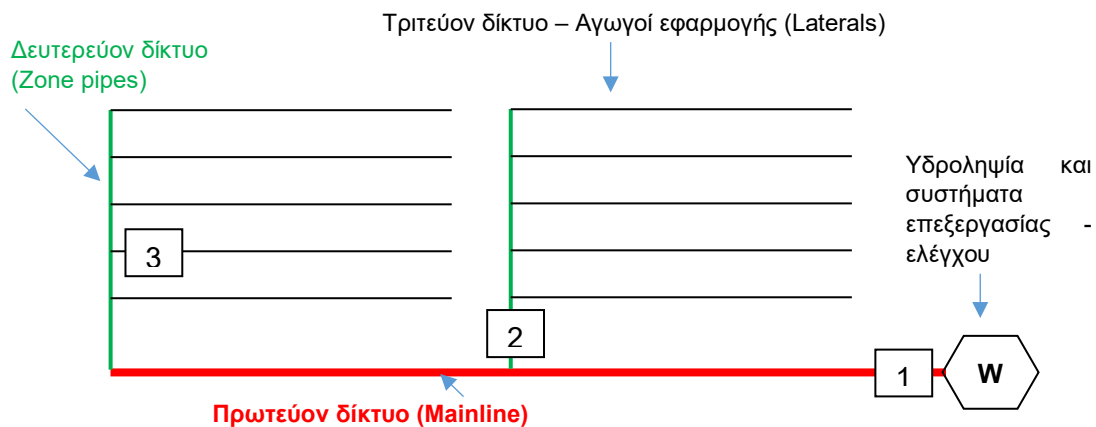 Τριτεύον δίκτυο – Αγωγοί εφαρμογής (Laterals)
Δευτερεύον δίκτυο
(Zone pipes)
Υδροληψία και
συστήματα
επεξεργασίας -
ελέγχου
3
2
1
W
Πρωτεύον δίκτυο (Mainline)